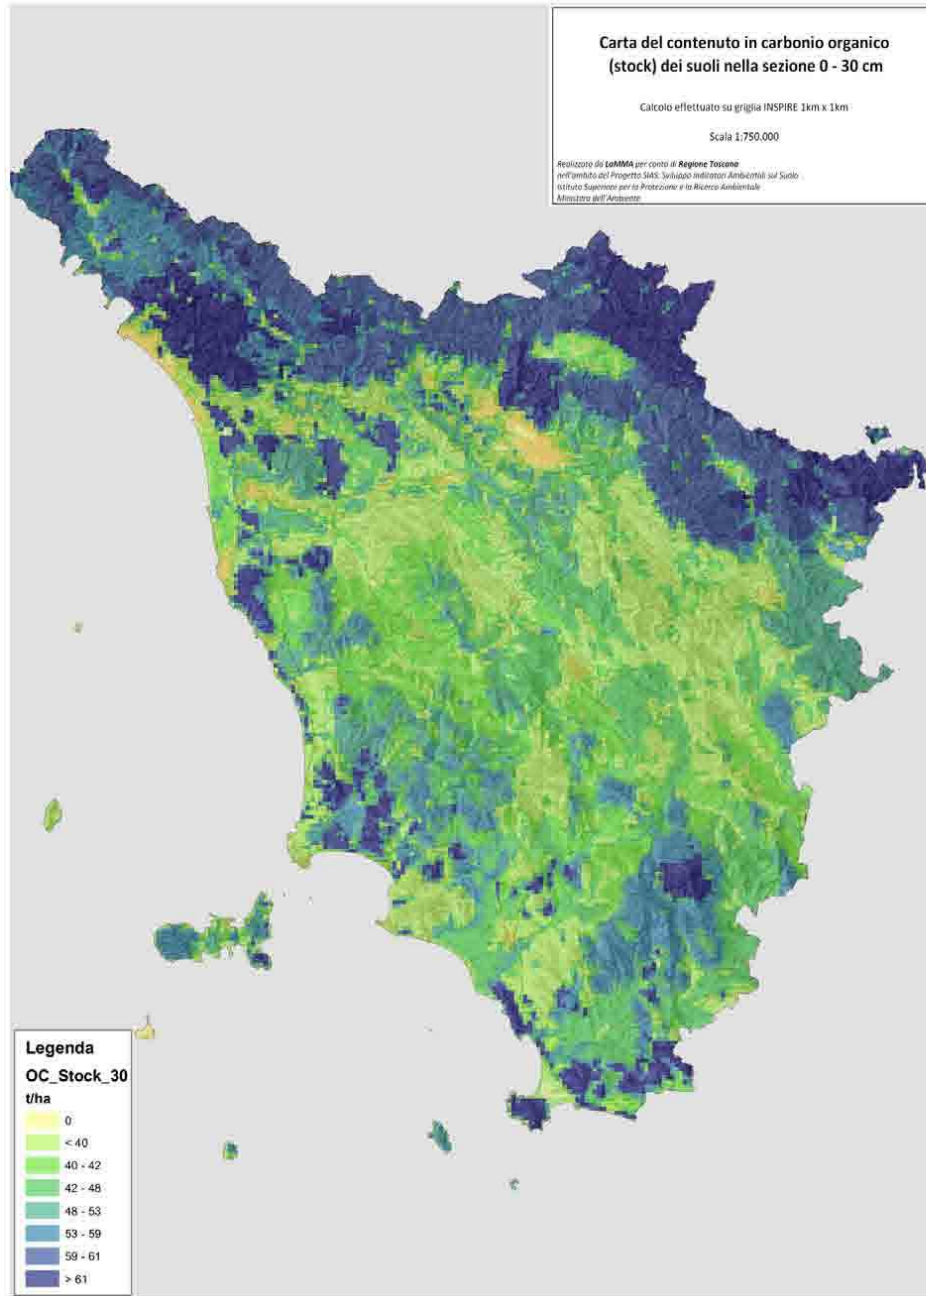 Carta del contenuto in carbonio organico
(stock) dei suoli nella sezione 0 - 30 cm
Calcolo effettuato su griglia INSPIRE 1km x 1km
Scala 1:750.000
Realizzato da LaMMA per conto di Regione Toscana
nell'ambito del Progetto SIAS: Sviluppo Indicatori Ambientali sul Suolo
Istituto Superiore per la Protezione e la Ricerca Ambientale
Ministero dell'Ambiente
Legenda
OC_Stock_30
t/ha
0
< 40
40 - 42
42 - 48
48 - 53
53 - 59
59 - 61
> 61